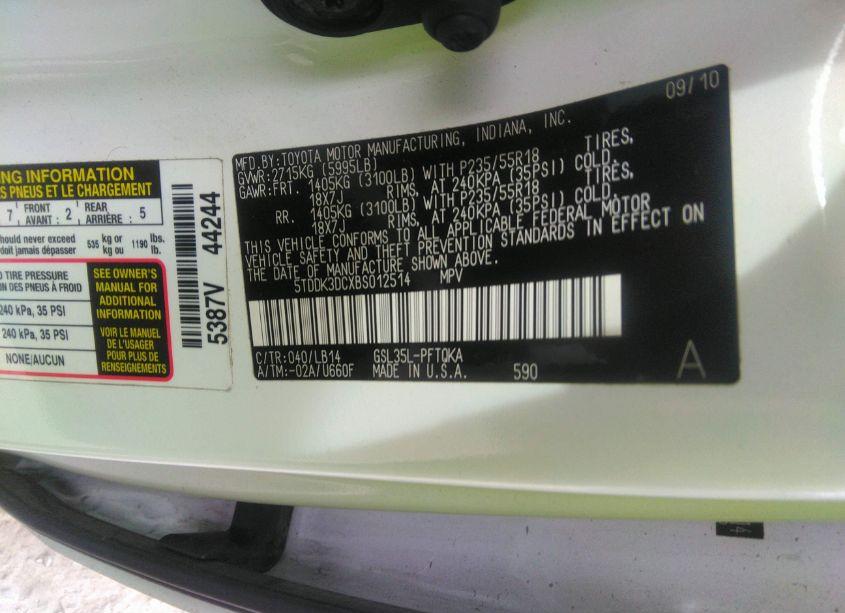 ING INFORMATION
ES PNEUS ET LE CHARGEMENT
7 FRONT AVANT : 2 REAR ARRIÈRE : 5
hould never exceed 535 kg or 1190 lbs.
doit jamais dépasser kg ou lb.
TIRE PRESSURE
DES PNEUS À FROID
240 kPa, 35 PSI
240 kPa, 35 PSI
NONE/AUCUN
SEE OWNER'S
MANUAL FOR
ADDITIONAL
INFORMATION
VOIR LE MANUEL
DE L'USAGER
POUR PLUS DE
RENSEIGNEMENTS
5387V 44244
09/10
MFD.BY:TOYOTA MOTOR MANUFACTURING, INDIANA, INC.
GVWR:2715KG (5995LB)
GAWR:FRT. 1405KG (3100LB) WITH P235/55R18 TIRES,
18X7J RIMS, AT 240KPA (35PSI) COLD.
RR. 1405KG (3100LB) WITH P235/55R18 TIRES,
18X7J RIMS, AT 240KPA (35PSI) COLD.
THIS VEHICLE CONFORMS TO ALL APPLICABLE FEDERAL MOTOR
VEHICLE SAFETY AND THEFT PREVENTION STANDARDS IN EFFECT ON
THE DATE OF MANUFACTURE SHOWN ABOVE.
5TDDK3DCXBS012514 MPV
C/TR:040/LB14 GSL35L-PFTQKA
A/TM:-02A/U660F MADE IN U.S.A. 590
A